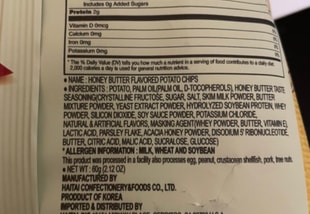 Includes 0g Added Sugars
Protein 2g
Vitamin D 0mcg
Calcium 0mg
Iron 0mg
Potassium 0mg
* The % Daily Value (DV) tells you how much a nutrient in a serving of food contributes to a daily diet.
2,000 calories a day is used for general nutrition advice.
● NAME : HONEY BUTTER FLAVORED POTATO CHIPS
● INGREDIENTS : POTATO, PALM OIL(PALM OIL, D-TOCOPHEROLS), HONEY BUTTER TASTE
SEASONING(CRYSTALLINE FRUCTOSE, SUGAR, SALT, SKIM MILK POWDER, BUTTER
MIXTURE POWDER, YEAST EXTRACT POWDER, HYDROLYZED SOYBEAN PROTEIN, WHEY
POWDER, SILICON DIOXIDE, SOY SAUCE POWDER, POTASSIUM CHLORIDE,
NATURAL & ARTIFICIAL FLAVORS, MASKING AGENT(WHEY POWDER, BUTTER, VITAMIN E),
LACTIC ACID, PARSLEY FLAKE, ACACIA HONEY POWDER, DISODIUM 5' RIBONUCLEOTIDE,
BUTTER, CITRIC ACID, MALIC ACID, SUCRALOSE, GLUCOSE)
* ALLERGEN INFORMATION : MILK, WHEAT AND SOYBEAN
This product was processed in a facility also processes egg, peanut, crustacean shellfish, pork, tree nuts.
● NT WT : 60g (2.12 OZ)
MANUFACTURED BY
HAITAI CONFECTIONERY&FOODS CO., LTD.
PRODUCT OF KOREA
IMPORTED & DISTRIBUTED BY